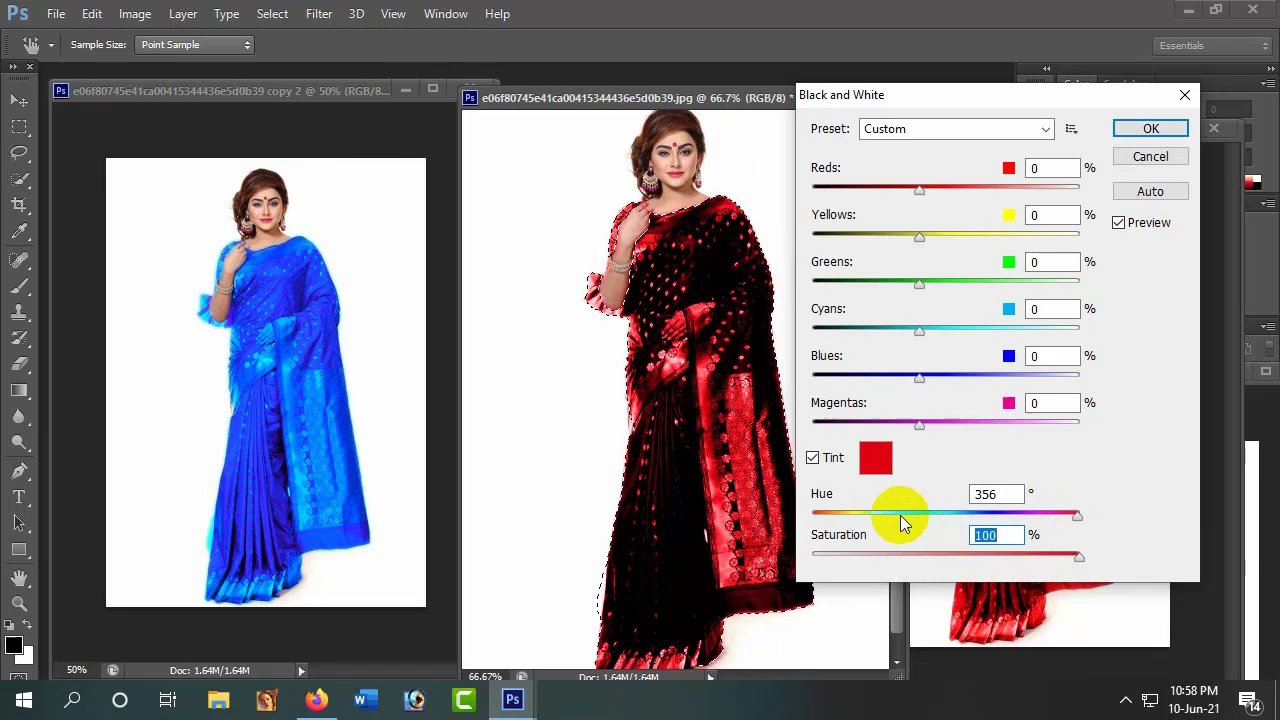 Ps File Edit Image Layer Type Select Filter 3D View Window Help
Sample Size: Point Sample Essentials
Ps e06f80745e41ca00415344436e5d0b39 copy 2 @ 50% (RGB/8...
Ps e06f80745e41ca00415344436e5d0b39.jpg @ 66.7% (RGB/8) *
Black and White
Preset: Custom OK
Cancel
Reds: 0 %
Auto
Yellows: 0 %
Preview
Greens: 0 %
Cyans: 0 %
Blues: 0 %
Magentas: 0 %
Tint
Hue 356 °
Saturation 100 %
50% Doc: 1.64M/1.64M
66.67% Doc: 1.64M/1.64M
10:58 PM
10-Jun-21
14